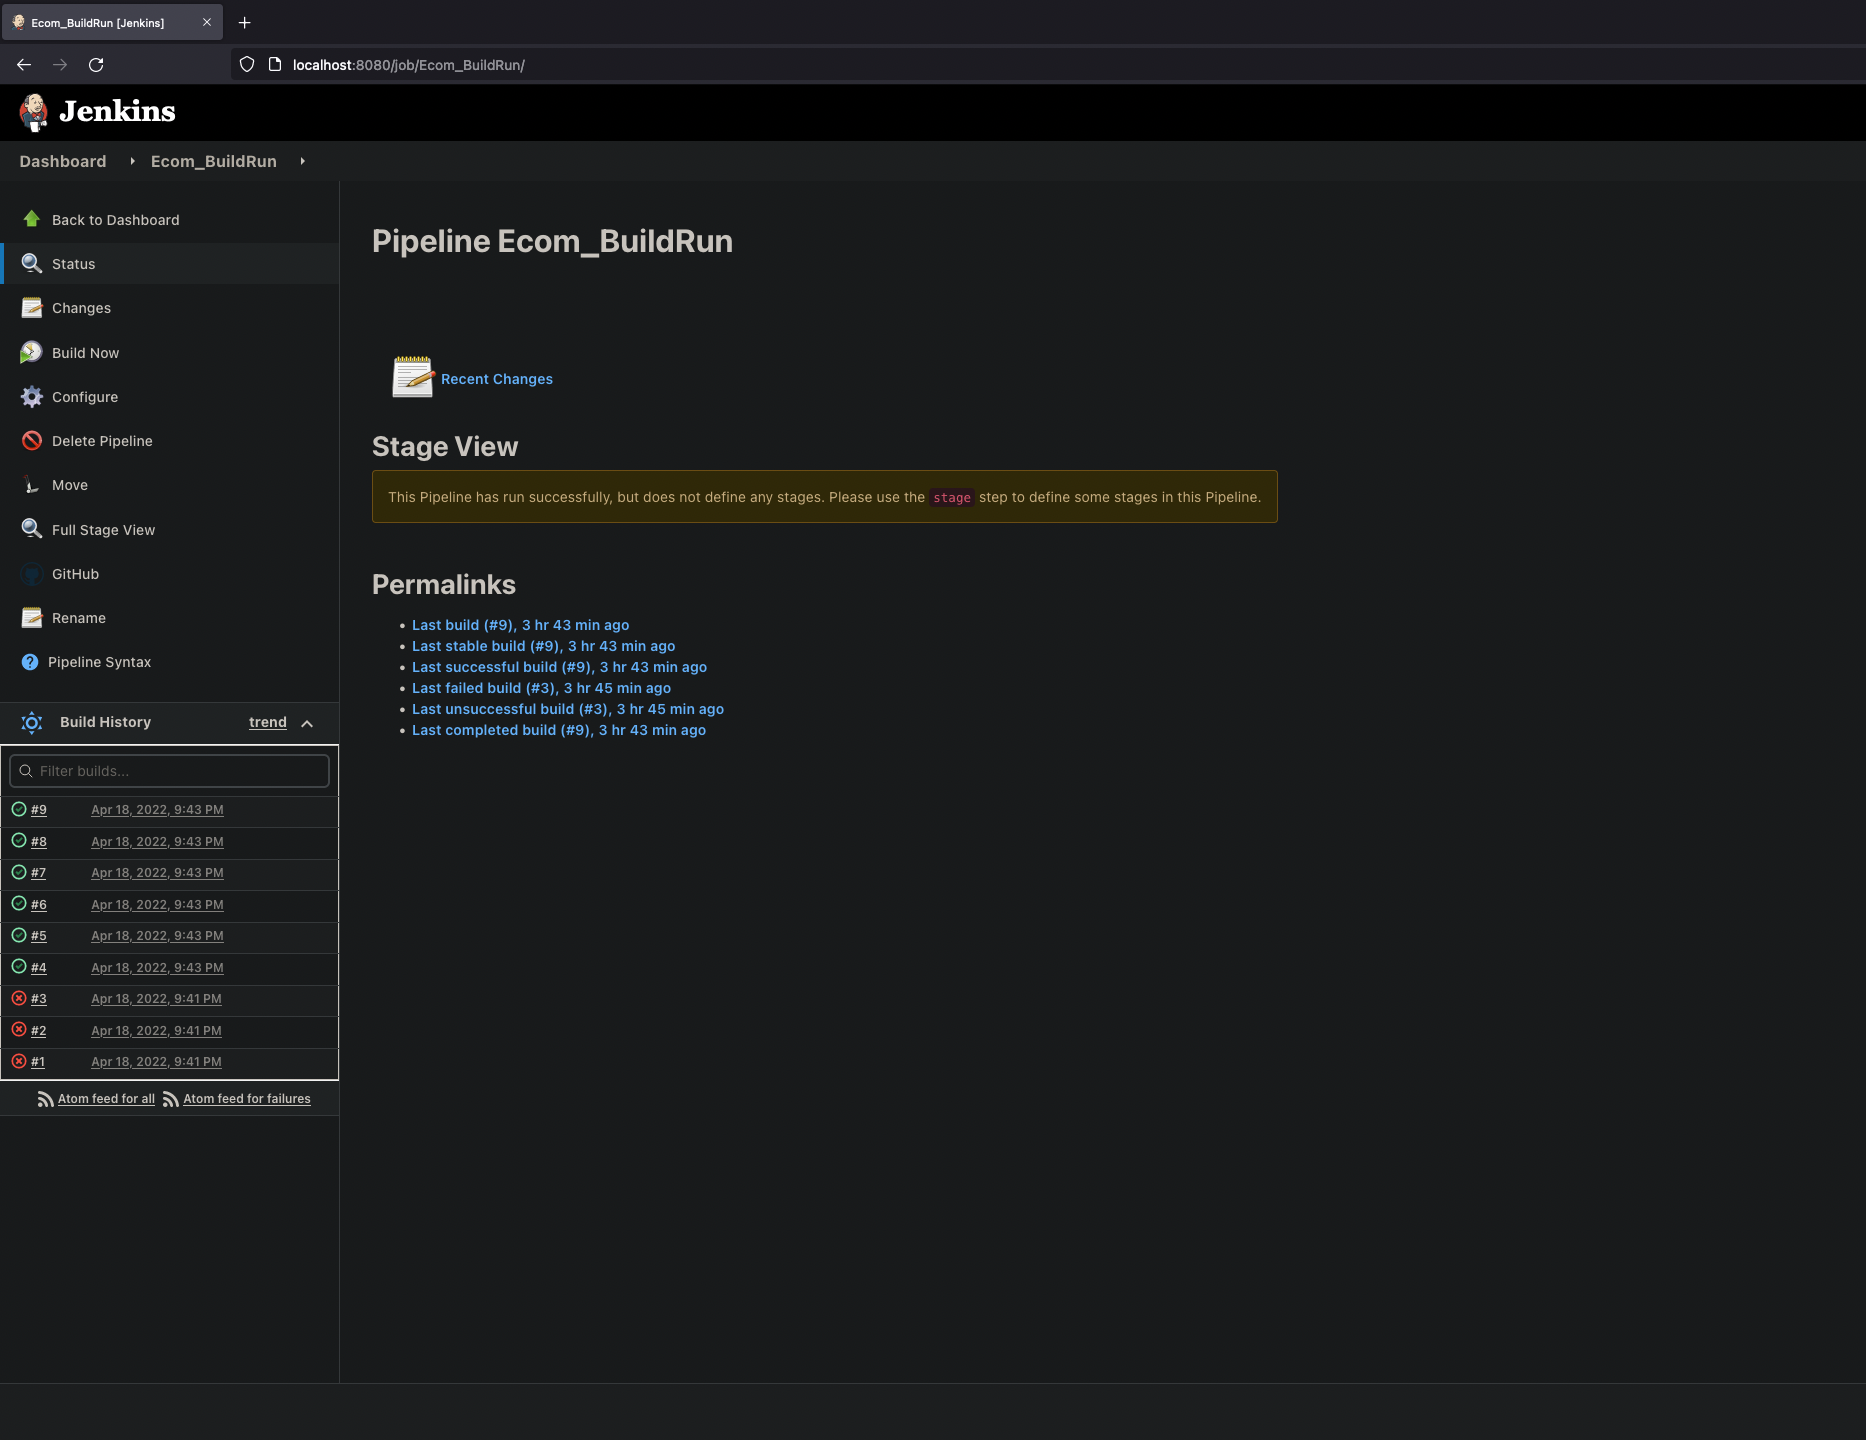 Ecom_BuildRun [Jenkins]
localhost:8080/job/Ecom_BuildRun/
Jenkins
Dashboard Ecom_BuildRun
Back to Dashboard
Status
Changes
Build Now
Configure
Delete Pipeline
Move
Full Stage View
GitHub
Rename
Pipeline Syntax
Build History trend
Filter builds...
#9 Apr 18, 2022, 9:43 PM
#8 Apr 18, 2022, 9:43 PM
#7 Apr 18, 2022, 9:43 PM
#6 Apr 18, 2022, 9:43 PM
#5 Apr 18, 2022, 9:43 PM
#4 Apr 18, 2022, 9:43 PM
#3 Apr 18, 2022, 9:41 PM
#2 Apr 18, 2022, 9:41 PM
#1 Apr 18, 2022, 9:41 PM
Atom feed for all Atom feed for failures
Pipeline Ecom_BuildRun
Recent Changes
Stage View
This Pipeline has run successfully, but does not define any stages. Please use the stage step to define some stages in this Pipeline.
Permalinks
• Last build (#9), 3 hr 43 min ago
• Last stable build (#9), 3 hr 43 min ago
• Last successful build (#9), 3 hr 43 min ago
• Last failed build (#3), 3 hr 45 min ago
• Last unsuccessful build (#3), 3 hr 45 min ago
• Last completed build (#9), 3 hr 43 min ago